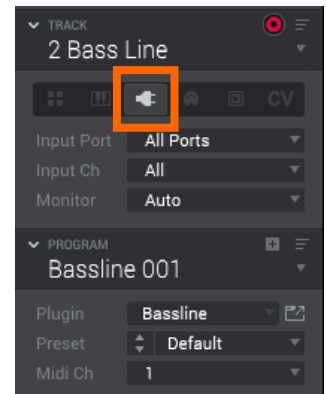 TRACK
2 Bass Line
CV
Input Port All Ports
Input Ch All
Monitor Auto
PROGRAM
Bassline 001
Plugin Bassline
Preset Default
Midi Ch 1